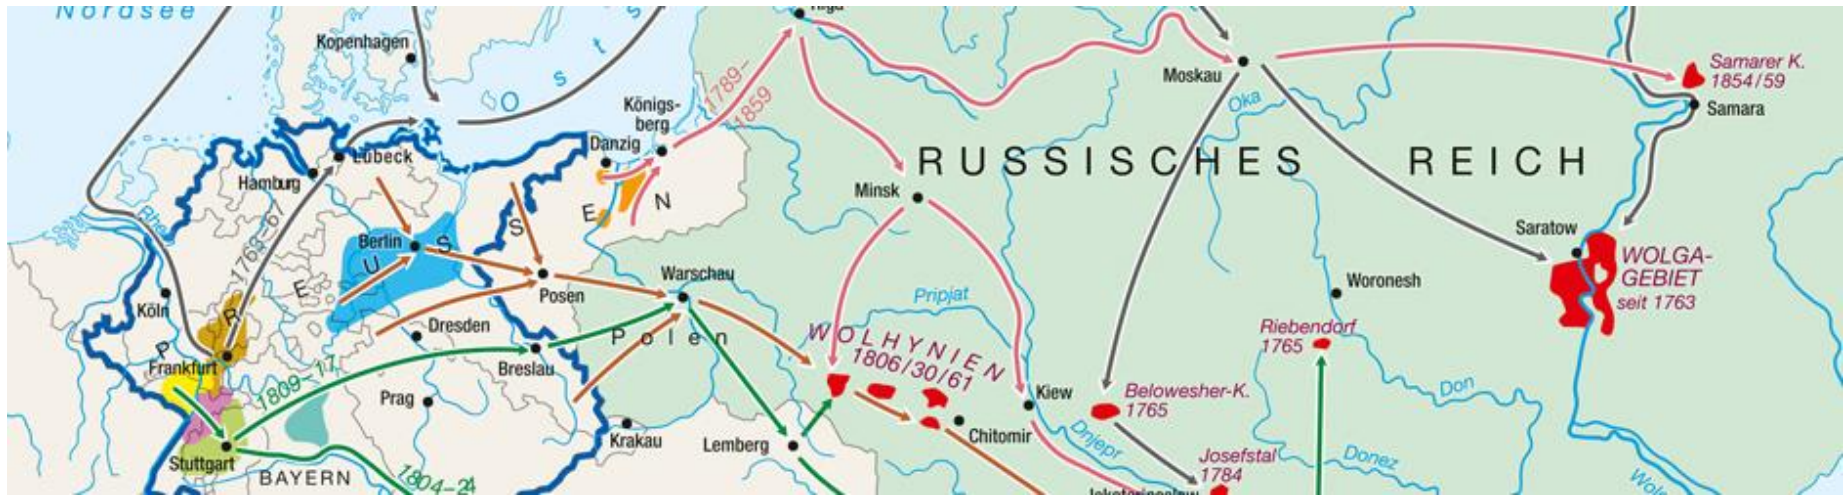 Nordsee
Riga
Kopenhagen
Ost
Moskau
Samarer K.
1854/59
Samara
Oka
Königs-
berg
1789–
1859
Danzig
Lübeck
Hamburg
RUSSISCHES REICH
Minsk
Rhein
1763–67
PREUSSEN
Berlin
Saratow
WOLGA-
GEBIET
seit 1763
Warschau
Posen
Woronesh
Pripjat
Köln
Dresden
Polen
WOLHYNIEN
1806/30/61
Riebendorf
1765
Frankfurt
Breslau
1809–17
Prag
Kiew
Belowesher-K.
1765
Don
Krakau
Lemberg
Chitomir
Dnjepr
Stuttgart
BAYERN
1804–24
Josefstal
1784
Donez